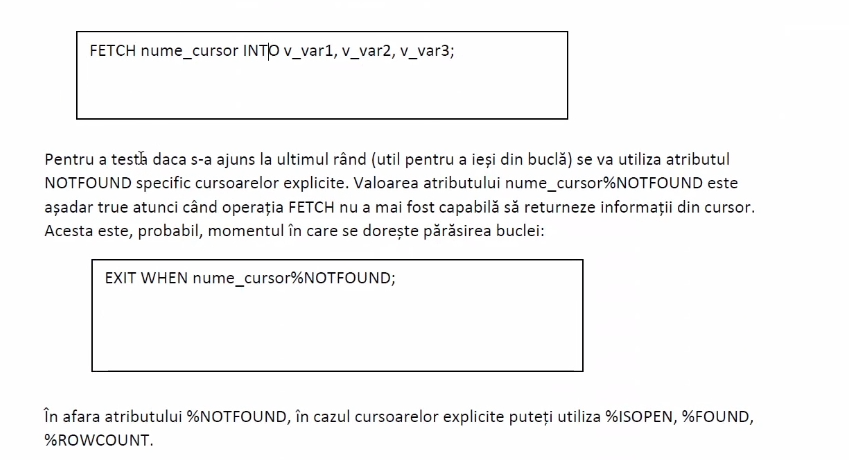 FETCH nume_cursor INTO v_var1, v_var2, v_var3;
Pentru a testa daca s-a ajuns la ultimul rând (util pentru a ieși din buclă) se va utiliza atributul
NOTFOUND specific cursoarelor explicite. Valoarea atributului nume_cursor%NOTFOUND este
așadar true atunci când operația FETCH nu a mai fost capabilă să returneze informații din cursor.
Acesta este, probabil, momentul în care se dorește părăsirea buclei:
EXIT WHEN nume_cursor%NOTFOUND;
În afara atributului %NOTFOUND, în cazul cursoarelor explicite puteți utiliza %ISOPEN, %FOUND,
%ROWCOUNT.